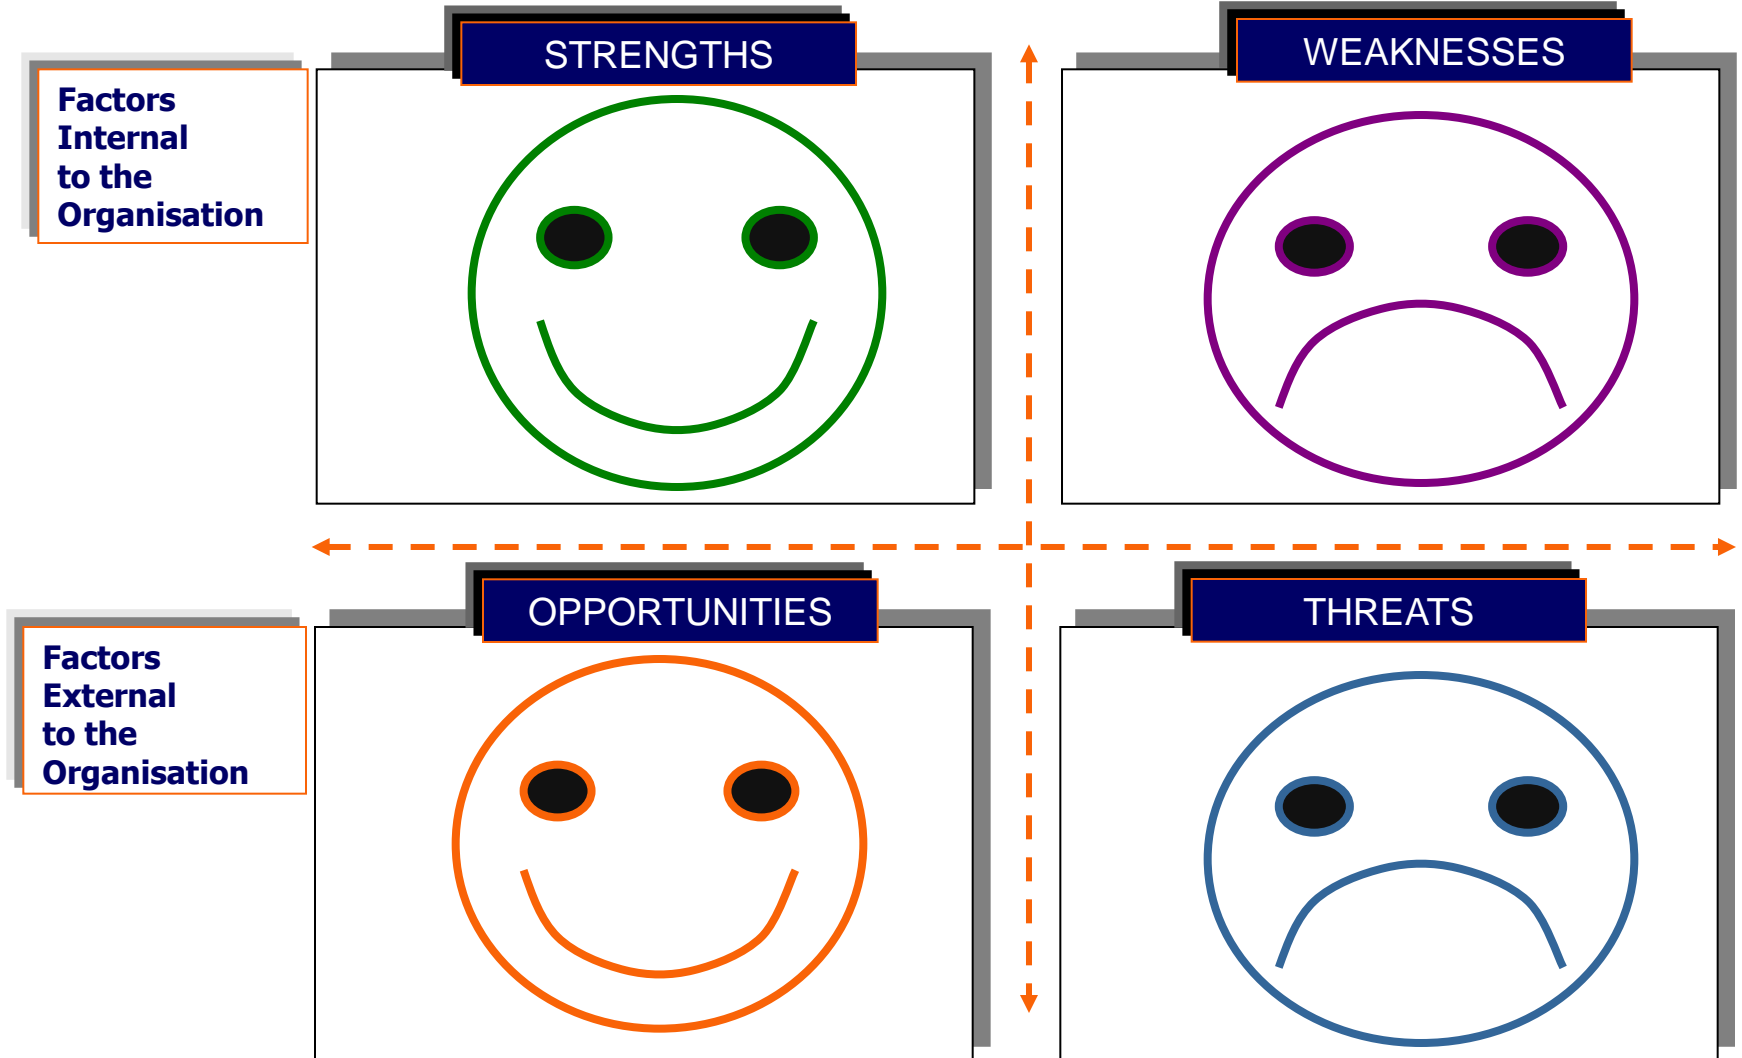 STRENGTHS
WEAKNESSES
Factors
Internal
to the
Organisation
OPPORTUNITIES
THREATS
Factors
External
to the
Organisation